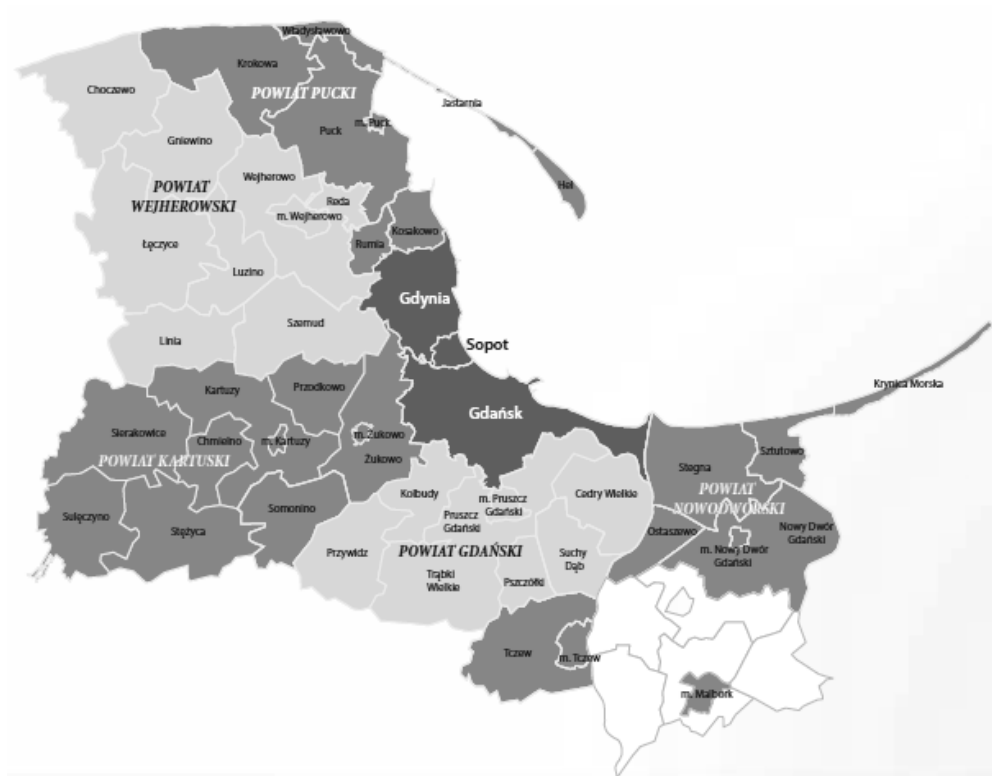 Władysławowo
Krokowa
Choczewo
POWIAT PUCKI
Jastarnia
m. Puck
Puck
Gniewino
Wejherowo
Hel
POWIAT
WEJHEROWSKI
Reda
m. Wejherowo
Kosakowo
Rumia
Łęczyce
Luzino
Gdynia
Szemud
Sopot
Linia
Krynica Morska
Kartuzy
Przodkowo
Gdańsk
Sierakowice
Chmielno
m. Kartuzy
m. Żukowo
Żukowo
POWIAT KARTUSKI
Sztutowo
Stegna
POWIAT
NOWODWORSKI
Kolbudy
m. Pruszcz
Gdański
Cedry Wielkie
Sulęczyno
Stężyca
Somonino
Pruszcz
Gdański
Ostaszewo
Nowy Dwór
Gdański
m. Nowy Dwór
Gdański
Przywidz
POWIAT GDAŃSKI
Suchy
Dąb
Trąbki
Wielkie
Pszczółki
Tczew
m. Tczew
m. Malbork